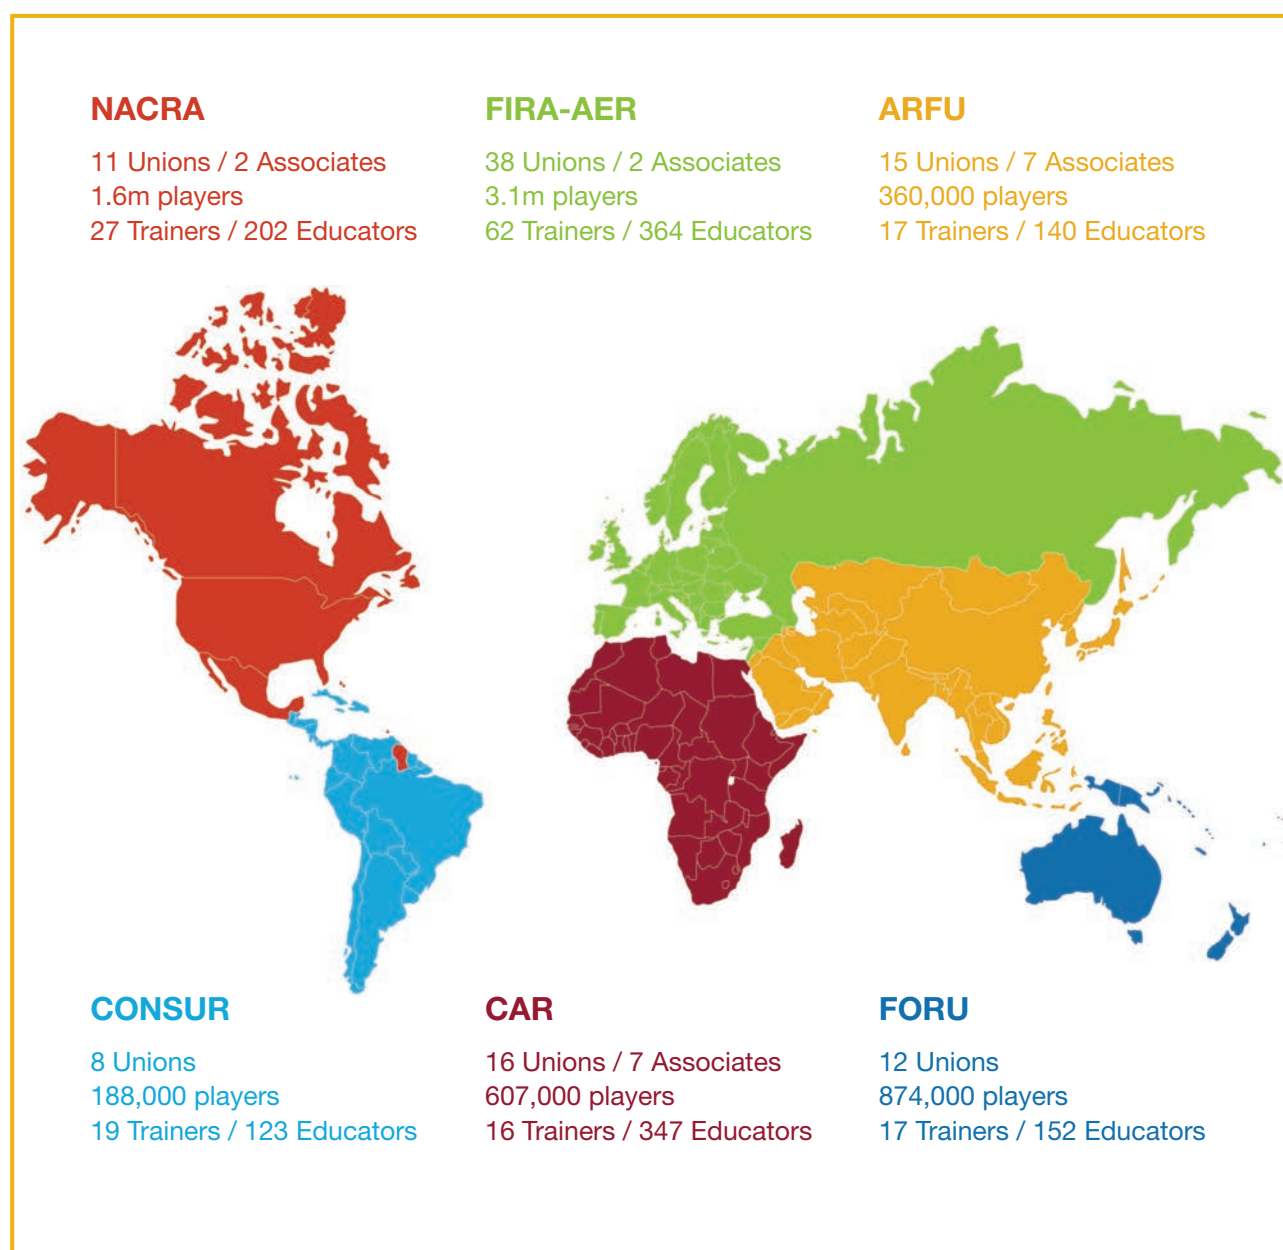 NACRA
11 Unions / 2 Associates
1.6m players
27 Trainers / 202 Educators
FIRA-AER
38 Unions / 2 Associates
3.1m players
62 Trainers / 364 Educators
ARFU
15 Unions / 7 Associates
360,000 players
17 Trainers / 140 Educators
CONSUR
8 Unions
188,000 players
19 Trainers / 123 Educators
CAR
16 Unions / 7 Associates
607,000 players
16 Trainers / 347 Educators
FORU
12 Unions
874,000 players
17 Trainers / 152 Educators